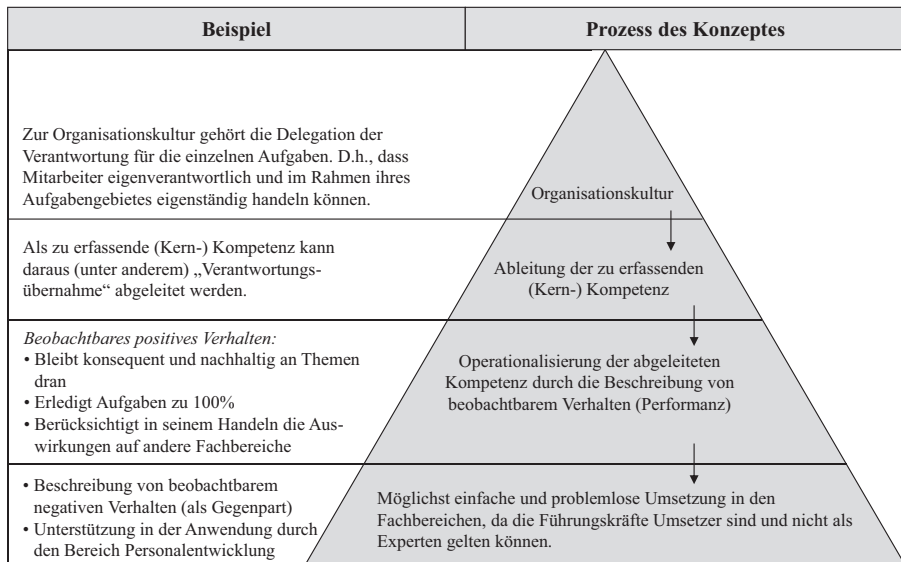 Beispiel
Prozess des Konzeptes
Zur Organisationskultur gehört die Delegation der
Verantwortung für die einzelnen Aufgaben. D.h., dass
Mitarbeiter eigenverantwortlich und im Rahmen ihres
Aufgabengebietes eigenständig handeln können.
Organisationskultur
Als zu erfassende (Kern-) Kompetenz kann
daraus (unter anderem) „Verantwortungs-
übernahme“ abgeleitet werden.
Ableitung der zu erfassenden
(Kern-) Kompetenz
Beobachtbares positives Verhalten:
• Bleibt konsequent und nachhaltig an Themen
dran
• Erledigt Aufgaben zu 100%
• Berücksichtigt in seinem Handeln die Aus-
wirkungen auf andere Fachbereiche
Operationalisierung der abgeleiteten
Kompetenz durch die Beschreibung von
beobachtbarem Verhalten (Performanz)
• Beschreibung von beobachtbarem
negativen Verhalten (als Gegenpart)
• Unterstützung in der Anwendung durch
den Bereich Personalentwicklung
Möglichst einfache und problemlose Umsetzung in den
Fachbereichen, da die Führungskräfte Umsetzer sind und nicht als
Experten gelten können.